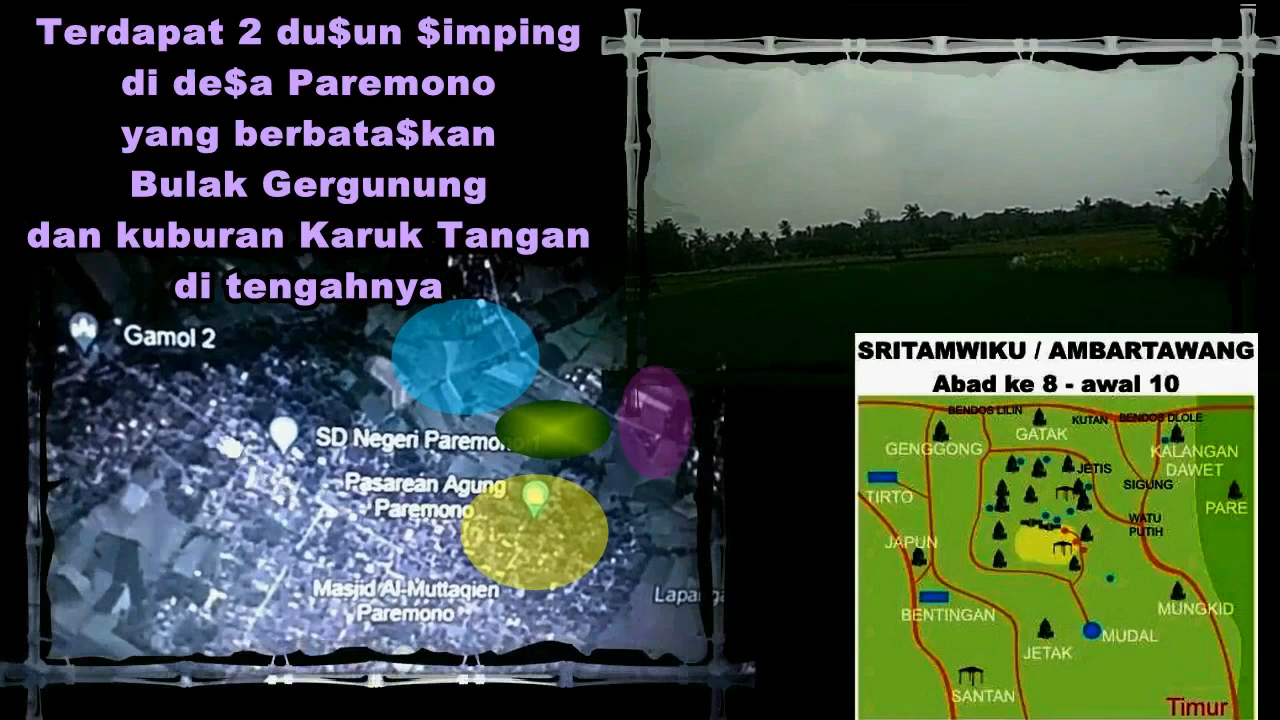 Terdapat 2 du$un $imping
di de$a Paremono
yang berbata$kan
Bulak Gergunung
dan kuburan Karuk Tangan
di tengahnya
Gamol 2
SD Negeri Paremono 1
Pasarean Agung
Paremono
Masjid Al-Muttaqien
Paremono
SRITAMWIKU / AMBARTAWANG
Abad ke 8 - awal 10
BENDOS LILIN
KUTAN
BENDOS DLOLE
GENGGONG
GATAK
KALANGAN
DAWET
JETIS
SIGUNG
TIRTO
PARE
WATU
PUTIH
JAPUN
BENTINGAN
MUNGKID
MUDAL
JETAK
SANTAN
Timur